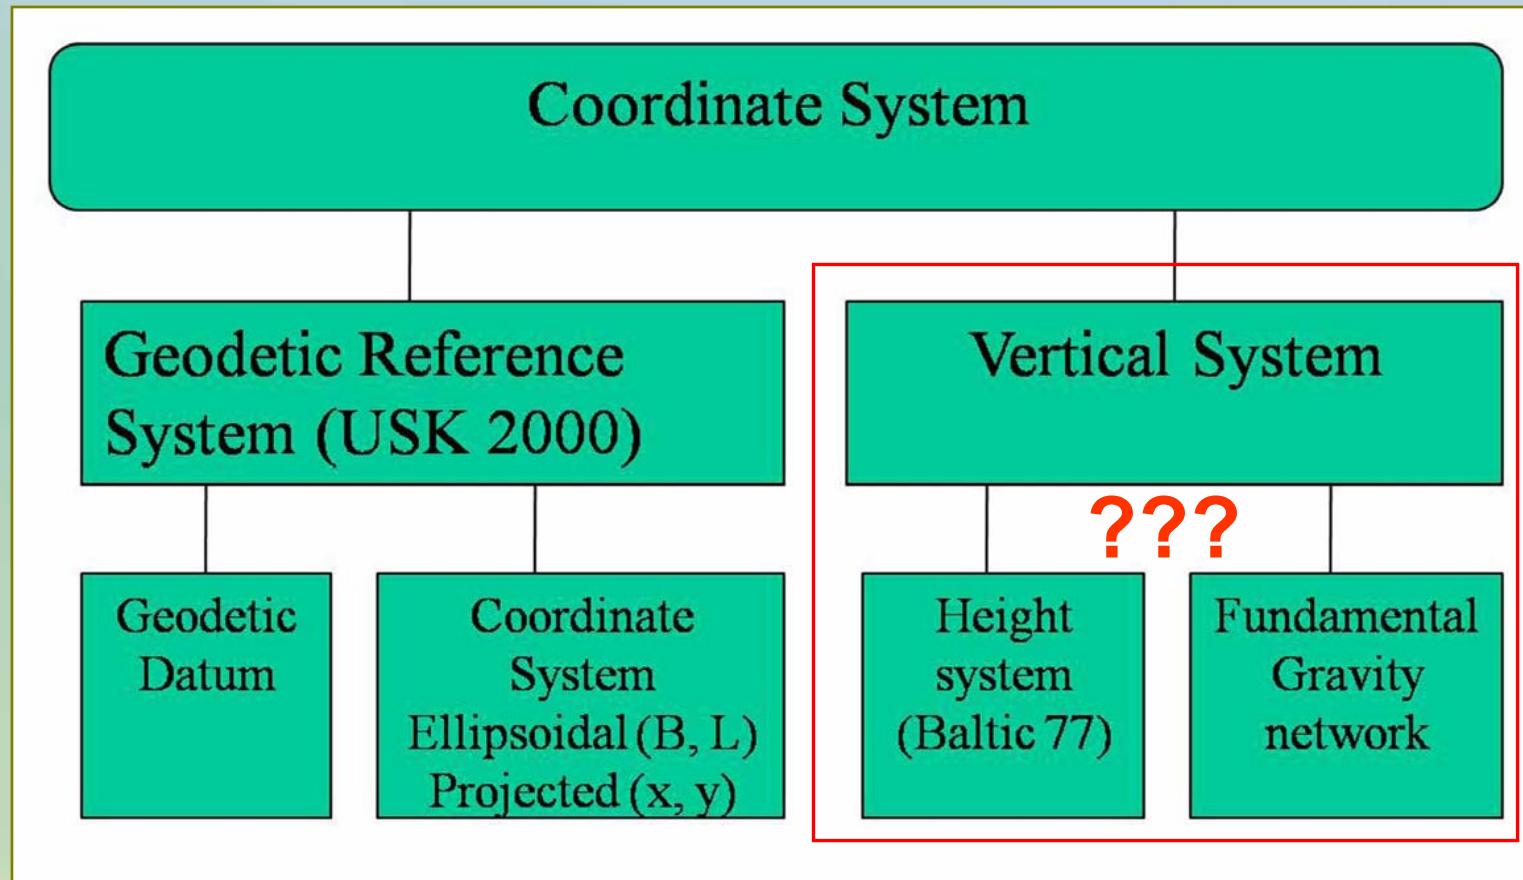 Coordinate System
Geodetic Reference
System (USK 2000)
Vertical System
???
Geodetic
Datum
Coordinate
System
Ellipsoidal (B, L)
Projected (x, y)
Height
system
(Baltic 77)
Fundamental
Gravity
network